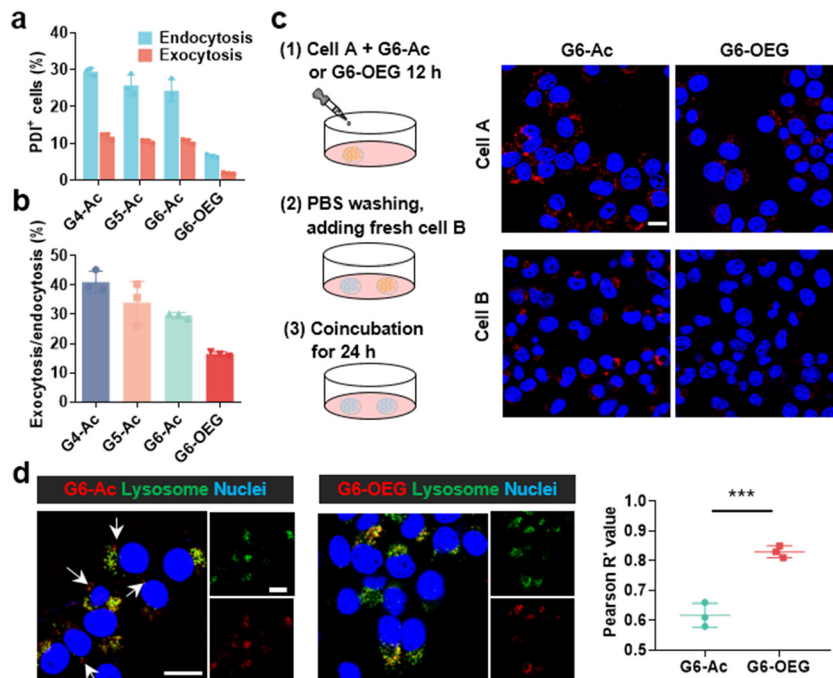 a
40
30
20
10
0
PDI+ cells (%)
Endocytosis
Exocytosis
G4-Ac
G5-Ac
G6-Ac
G6-OEG
b
50
40
30
20
10
0
Exocytosis/endocytosis (%)
G4-Ac
G5-Ac
G6-Ac
G6-OEG
c
(1) Cell A + G6-Ac
or G6-OEG 12 h
(2) PBS washing,
adding fresh cell B
(3) Coincubation
for 24 h
G6-Ac
G6-OEG
Cell A
Cell B
d
G6-Ac Lysosome Nuclei
G6-OEG Lysosome Nuclei
Pearson R' value
1.0
0.9
0.8
0.7
0.6
0.5
***
G6-Ac
G6-OEG